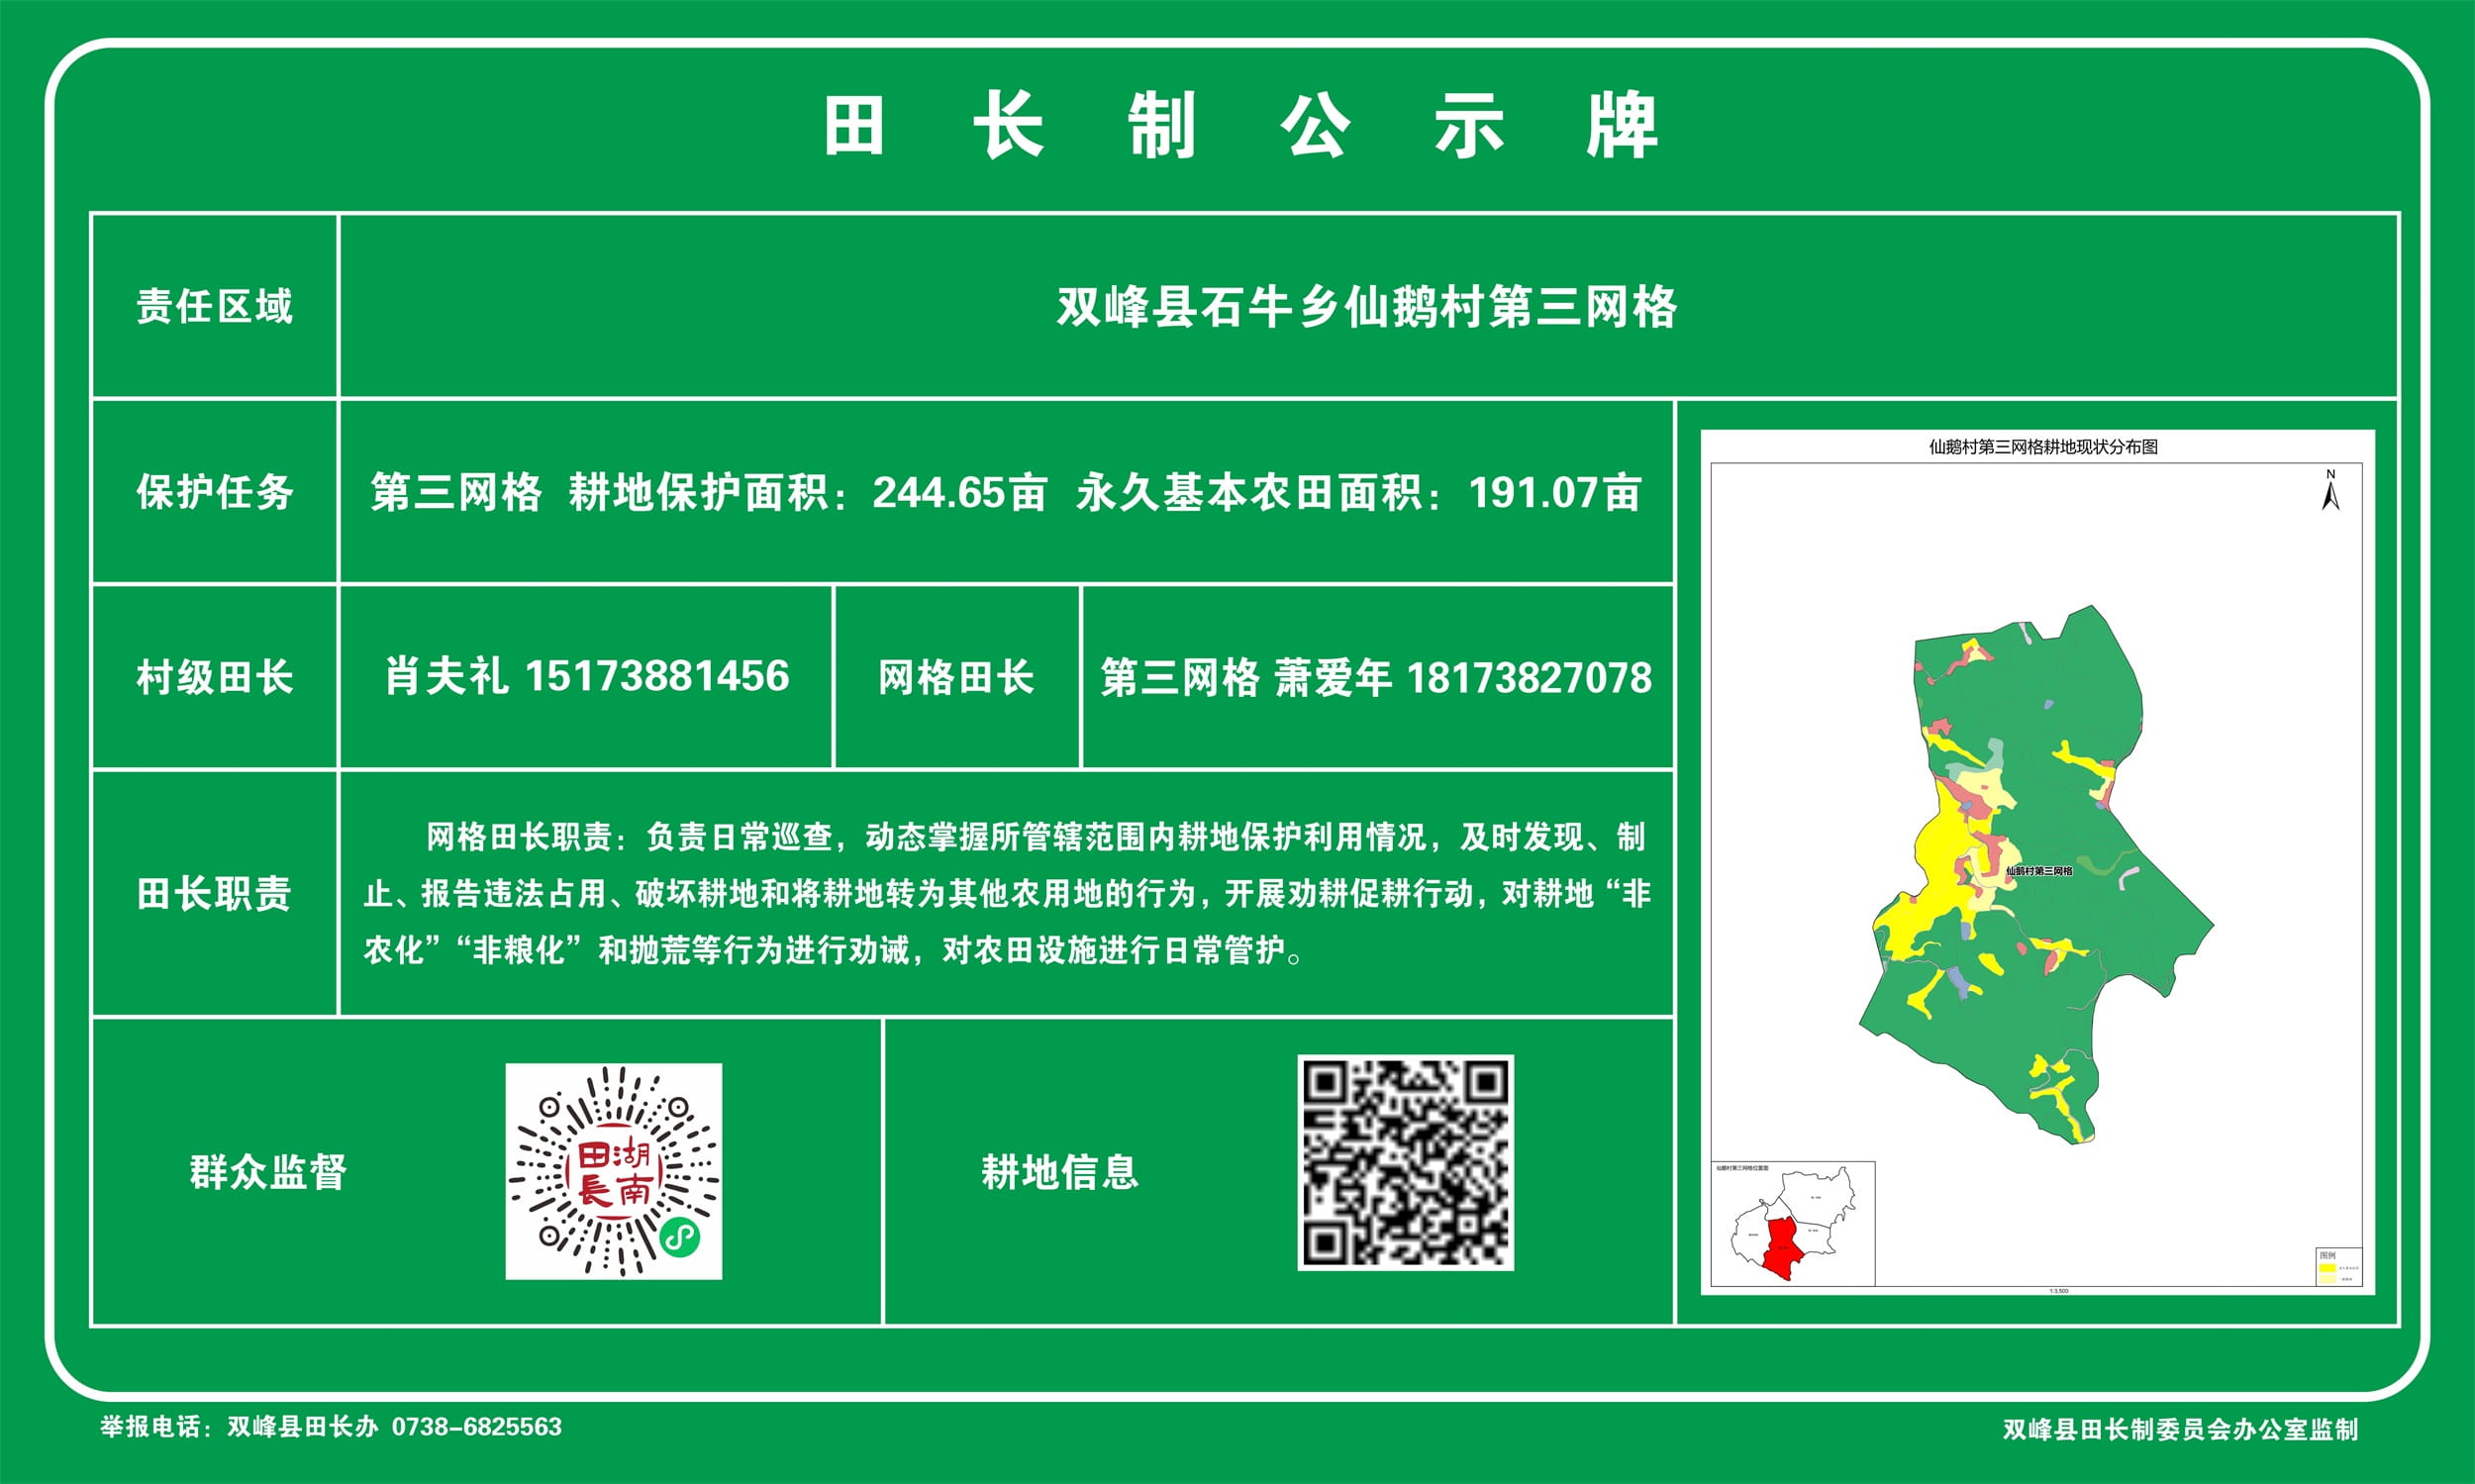 田长制公示牌
责任区域
双峰县石牛乡仙鹅村第三网格
保护任务
第三网格 耕地保护面积：244.65亩 永久基本农田面积：191.07亩
村级田长
肖夫礼 15173881456
网格田长
第三网格 萧爱年 18173827078
田长职责
网格田长职责：负责日常巡查，动态掌握所管辖范围内耕地保护利用情况，及时发现、制
止、报告违法占用、破坏耕地和将耕地转为其他农用地的行为，开展劝耕促耕行动，对耕地“非
农化”“非粮化”和抛荒等行为进行劝诫，对农田设施进行日常管护。
群众监督
田湖
長南
耕地信息
仙鹅村第三网格耕地现状分布图
N
仙鹅村第三网格
仙鹅村第三网格位置图
图例
1:3,500
举报电话：双峰县田长办 0738-6825563
双峰县田长制委员会办公室监制